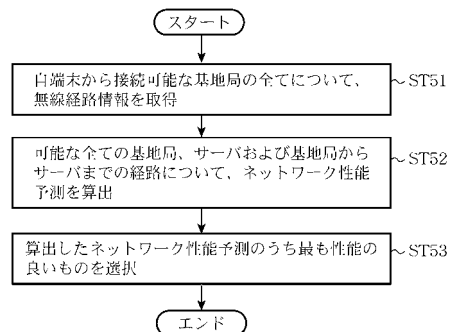 スタート
自端末から接続可能な基地局の全てについて、
無線経路情報を取得
ST51
可能な全ての基地局、サーバおよび基地局から
サーバまでの経路について、ネットワーク性能
予測を算出
ST52
算出したネットワーク性能予測のうち最も性能の
良いものを選択
ST53
エンド